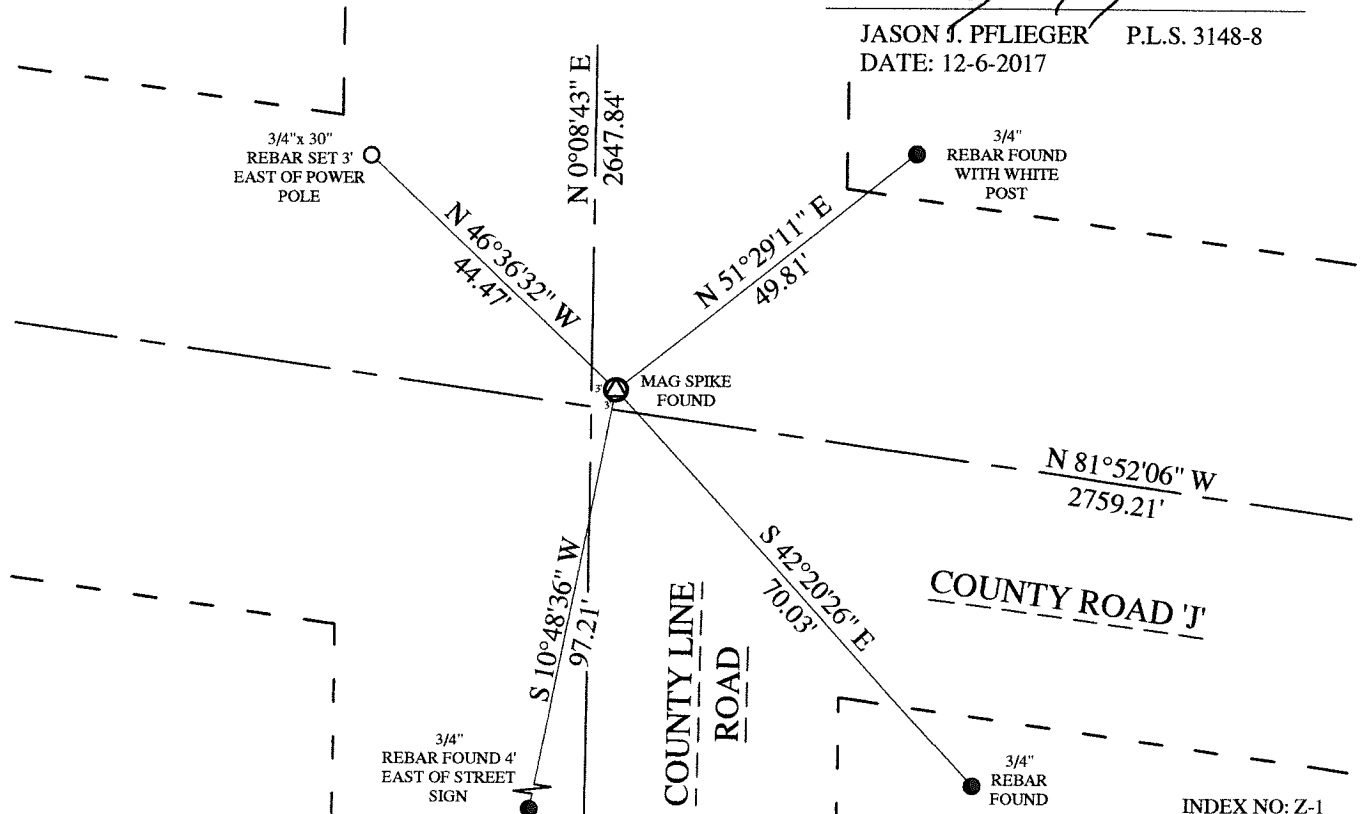 JASON J. PFLIEGER P.L.S. 3148-8
DATE: 12-6-2017
N 0°08'43" E
2647.84'
3/4"x 30"
REBAR SET 3'
EAST OF POWER
POLE
3/4"
REBAR FOUND
WITH WHITE
POST
N 46°36'32" W
44.47'
N 51°29'11" E
49.81'
MAG SPIKE
FOUND
3'
3'
N 81°52'06" W
2759.21'
S 10°48'36" W
97.21'
S 42°20'26" E
70.03'
COUNTY ROAD 'J'
COUNTY LINE
ROAD
3/4"
REBAR FOUND 4'
EAST OF STREET
SIGN
3/4"
REBAR
FOUND
INDEX NO: Z-1